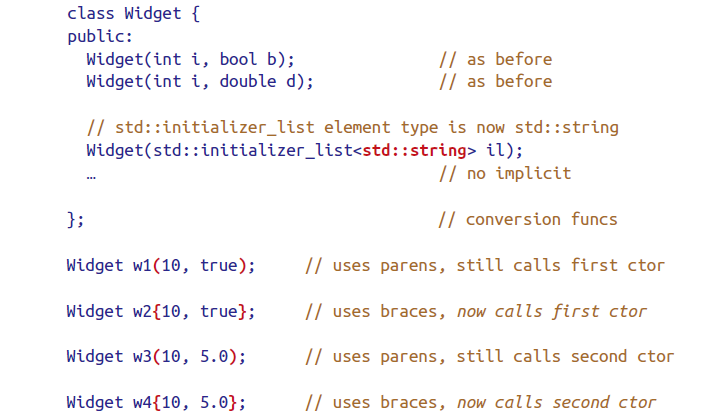 class Widget {
public:
Widget(int i, bool b); // as before
Widget(int i, double d); // as before
// std::initializer_list element type is now std::string
Widget(std::initializer_list<std::string> il);
… // no implicit
}; // conversion funcs
Widget w1(10, true); // uses parens, still calls first ctor
Widget w2{10, true}; // uses braces, now calls first ctor
Widget w3(10, 5.0); // uses parens, still calls second ctor
Widget w4{10, 5.0}; // uses braces, now calls second ctor